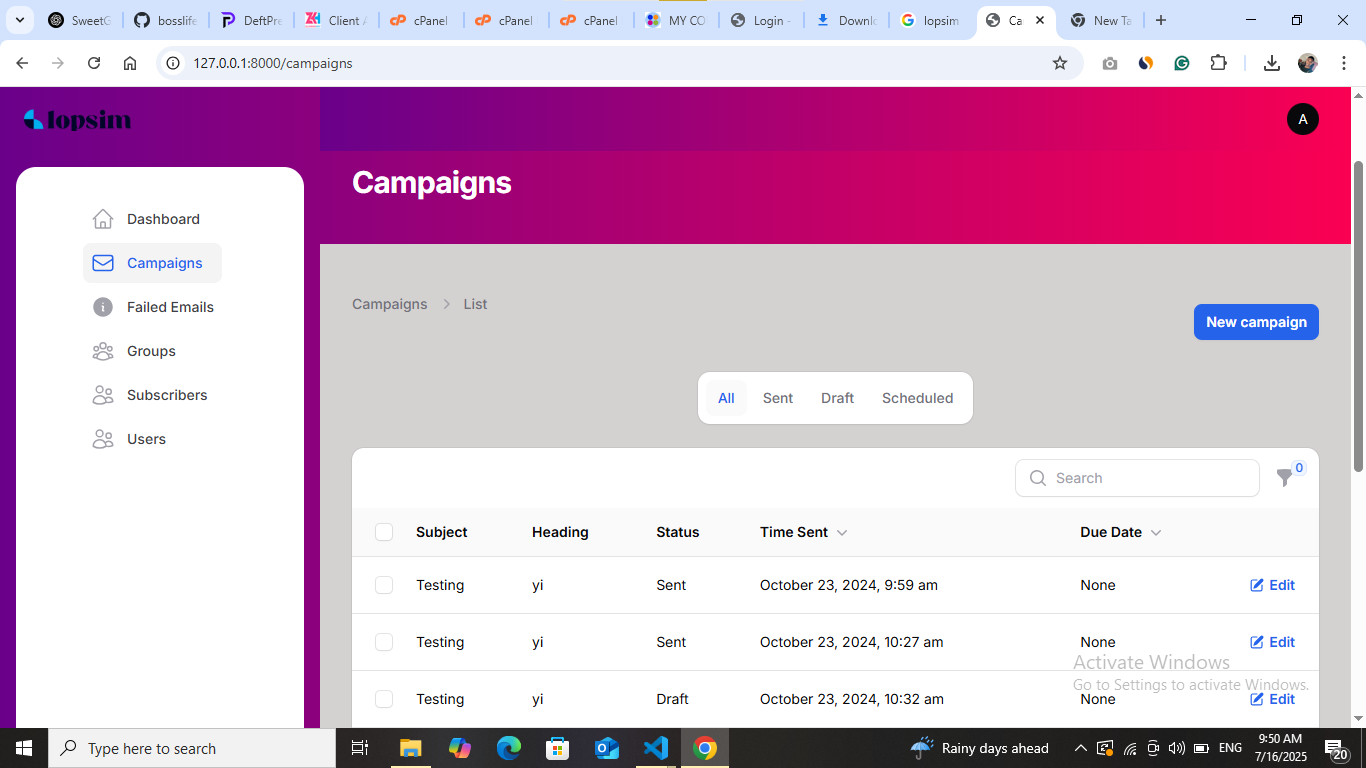 SweetG
bosslife
DeftPre
Client A
cPanel
cPanel
cPanel
MY CO
Login -
Downlo
lopsim
Ca
New Ta
127.0.0.1:8000/campaigns
lopsim
A
Campaigns
Dashboard
Campaigns
Failed Emails
Groups
Subscribers
Users
Campaigns > List
New campaign
All Sent Draft Scheduled
Search
0
Subject Heading Status Time Sent Due Date
Testing yi Sent October 23, 2024, 9:59 am None Edit
Testing yi Sent October 23, 2024, 10:27 am None Edit
Testing yi Draft October 23, 2024, 10:32 am None Edit
Activate Windows
Go to Settings to activate Windows.
Type here to search
Rainy days ahead
ENG
9:50 AM
7/16/2025
20